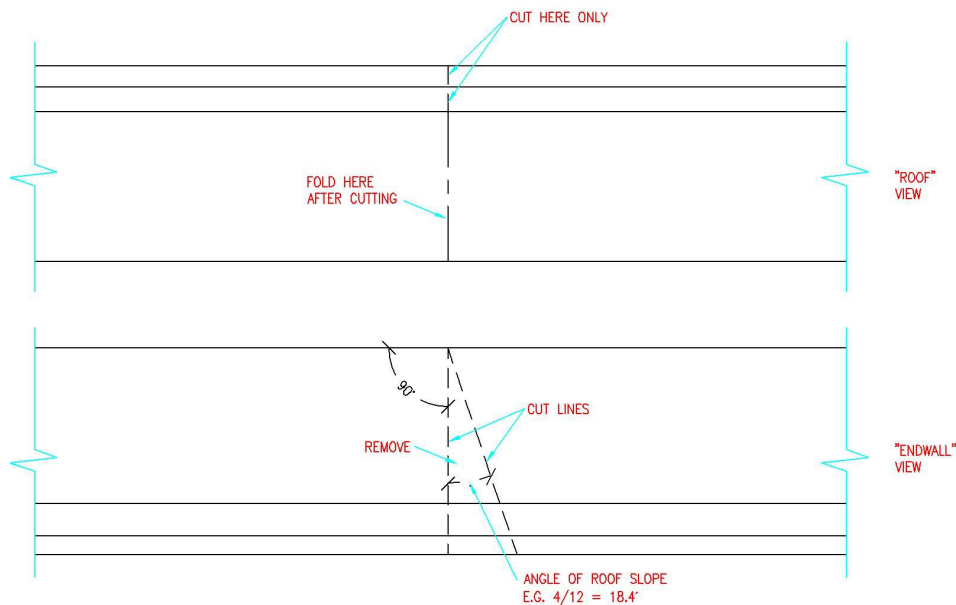 CUT HERE ONLY
FOLD HERE
AFTER CUTTING
"ROOF"
VIEW
90°
CUT LINES
REMOVE
"ENDWALL"
VIEW
ANGLE OF ROOF SLOPE
E.G. 4/12 = 18.4°